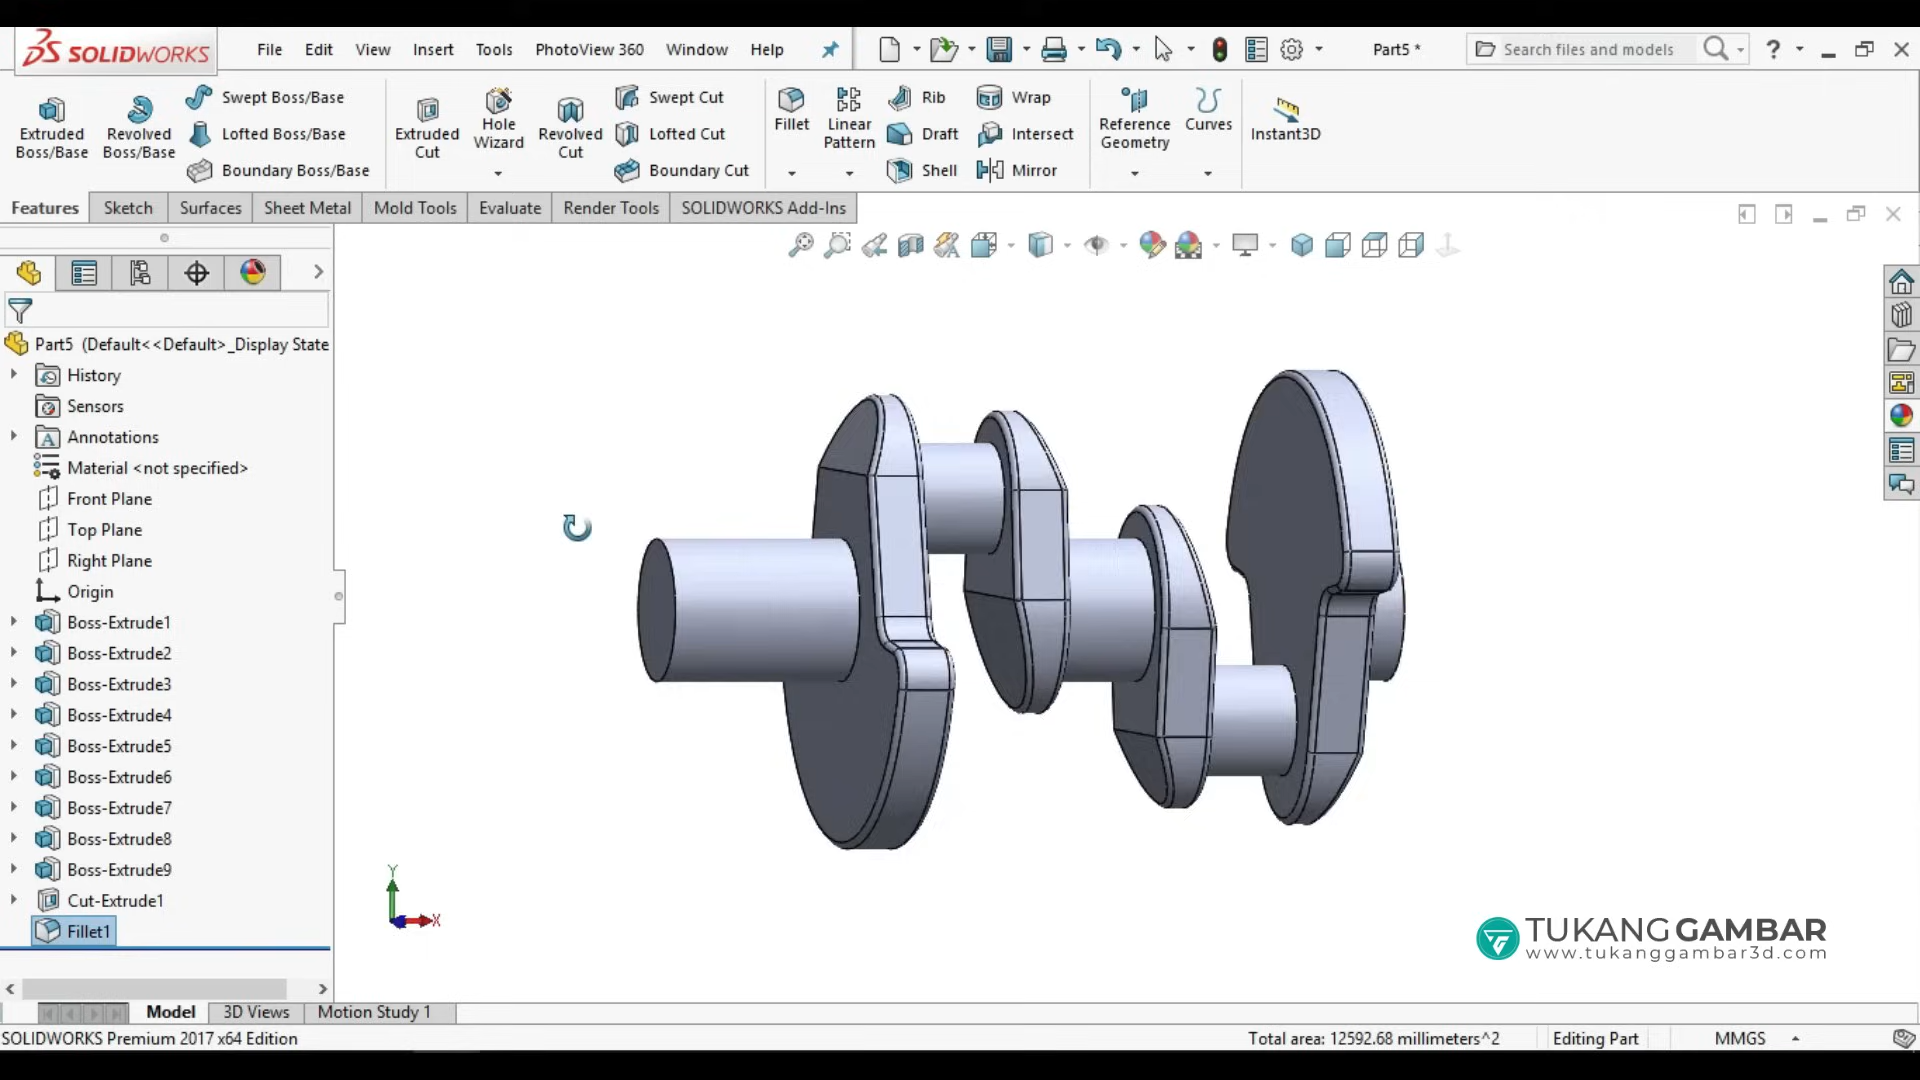 SOLIDWORKS
File Edit View Insert Tools PhotoView 360 Window Help
Part5 *
Search files and models
?
Extruded Boss/Base
Revolved Boss/Base
Swept Boss/Base
Lofted Boss/Base
Boundary Boss/Base
Extruded Cut
Hole Wizard
Revolved Cut
Swept Cut
Lofted Cut
Boundary Cut
Fillet
Linear Pattern
Rib
Draft
Shell
Wrap
Intersect
Mirror
Reference Geometry
Curves
Instant3D
Features Sketch Surfaces Sheet Metal Mold Tools Evaluate Render Tools SOLIDWORKS Add-Ins
Part5 (Default<<Default>_Display State
History
Sensors
A Annotations
Material <not specified>
Front Plane
Top Plane
Right Plane
Origin
Boss-Extrude1
Boss-Extrude2
Boss-Extrude3
Boss-Extrude4
Boss-Extrude5
Boss-Extrude6
Boss-Extrude7
Boss-Extrude8
Boss-Extrude9
Cut-Extrude1
Fillet1
Y
X
TUKANGGAMBAR
www.tukanggambar3d.com
Model 3D Views Motion Study 1
SOLIDWORKS Premium 2017 x64 Edition
Total area: 12592.68 millimeters^2 Editing Part MMGS